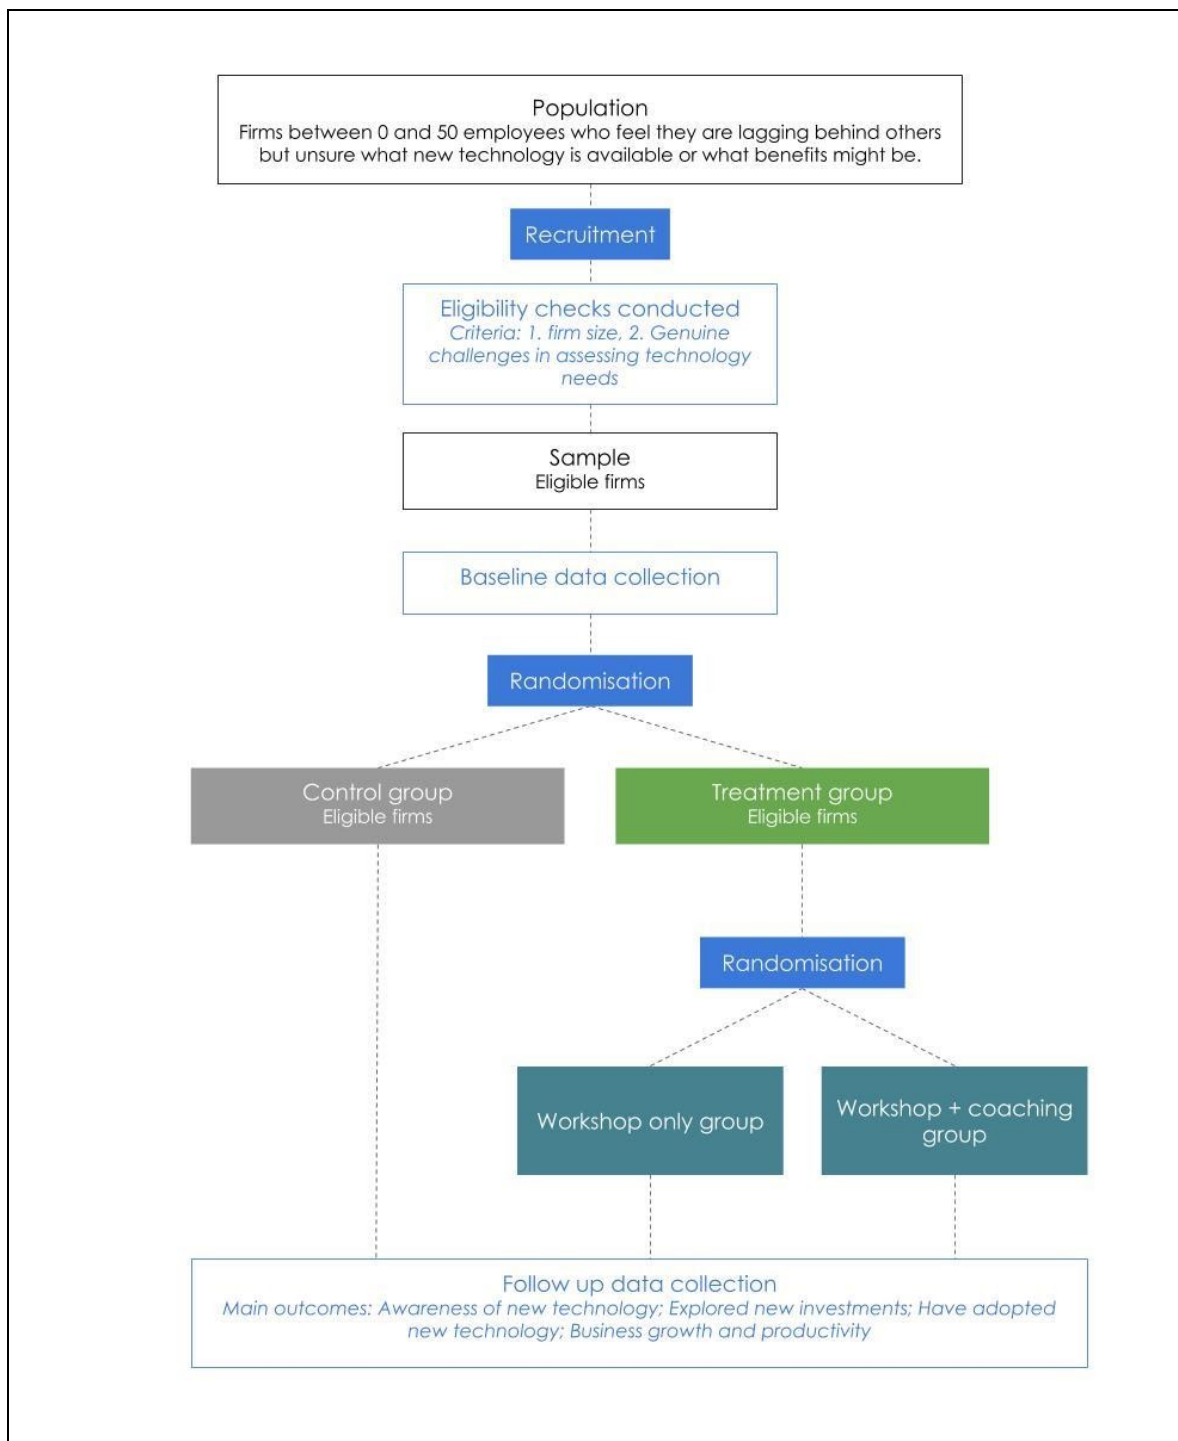 Population
Firms between 0 and 50 employees who feel they are lagging behind others
but unsure what new technology is available or what benefits might be.
Recruitment
Eligibility checks conducted
Criteria: 1. firm size, 2. Genuine
challenges in assessing technology
needs
Sample
Eligible firms
Baseline data collection
Randomisation
Control group
Eligible firms
Treatment group
Eligible firms
Randomisation
Workshop only group
Workshop + coaching
group
Follow up data collection
Main outcomes: Awareness of new technology; Explored new investments; Have adopted
new technology; Business growth and productivity